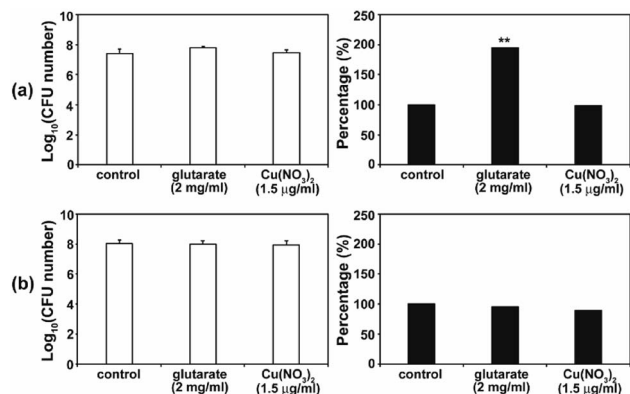 (a)
Log10(CFU number)
10
8
6
4
2
0
control
glutarate
(2 mg/ml)
Cu(NO3)2
(1.5 µg/ml)
Percentage (%)
250
200
150
100
50
0
**
control
glutarate
(2 mg/ml)
Cu(NO3)2
(1.5 µg/ml)
(b)
Log10(CFU number)
10
8
6
4
2
0
control
glutarate
(2 mg/ml)
Cu(NO3)2
(1.5 µg/ml)
Percentage (%)
250
200
150
100
50
0
control
glutarate
(2 mg/ml)
Cu(NO3)2
(1.5 µg/ml)